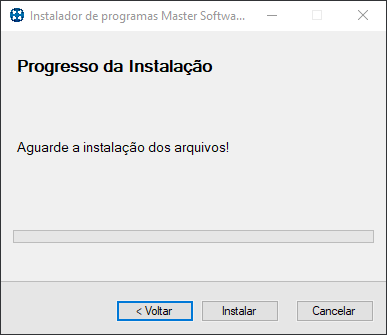 Instalador de programas Master Softwa...
Progresso da Instalação
Aguarde a instalação dos arquivos!
< Voltar
Instalar
Cancelar